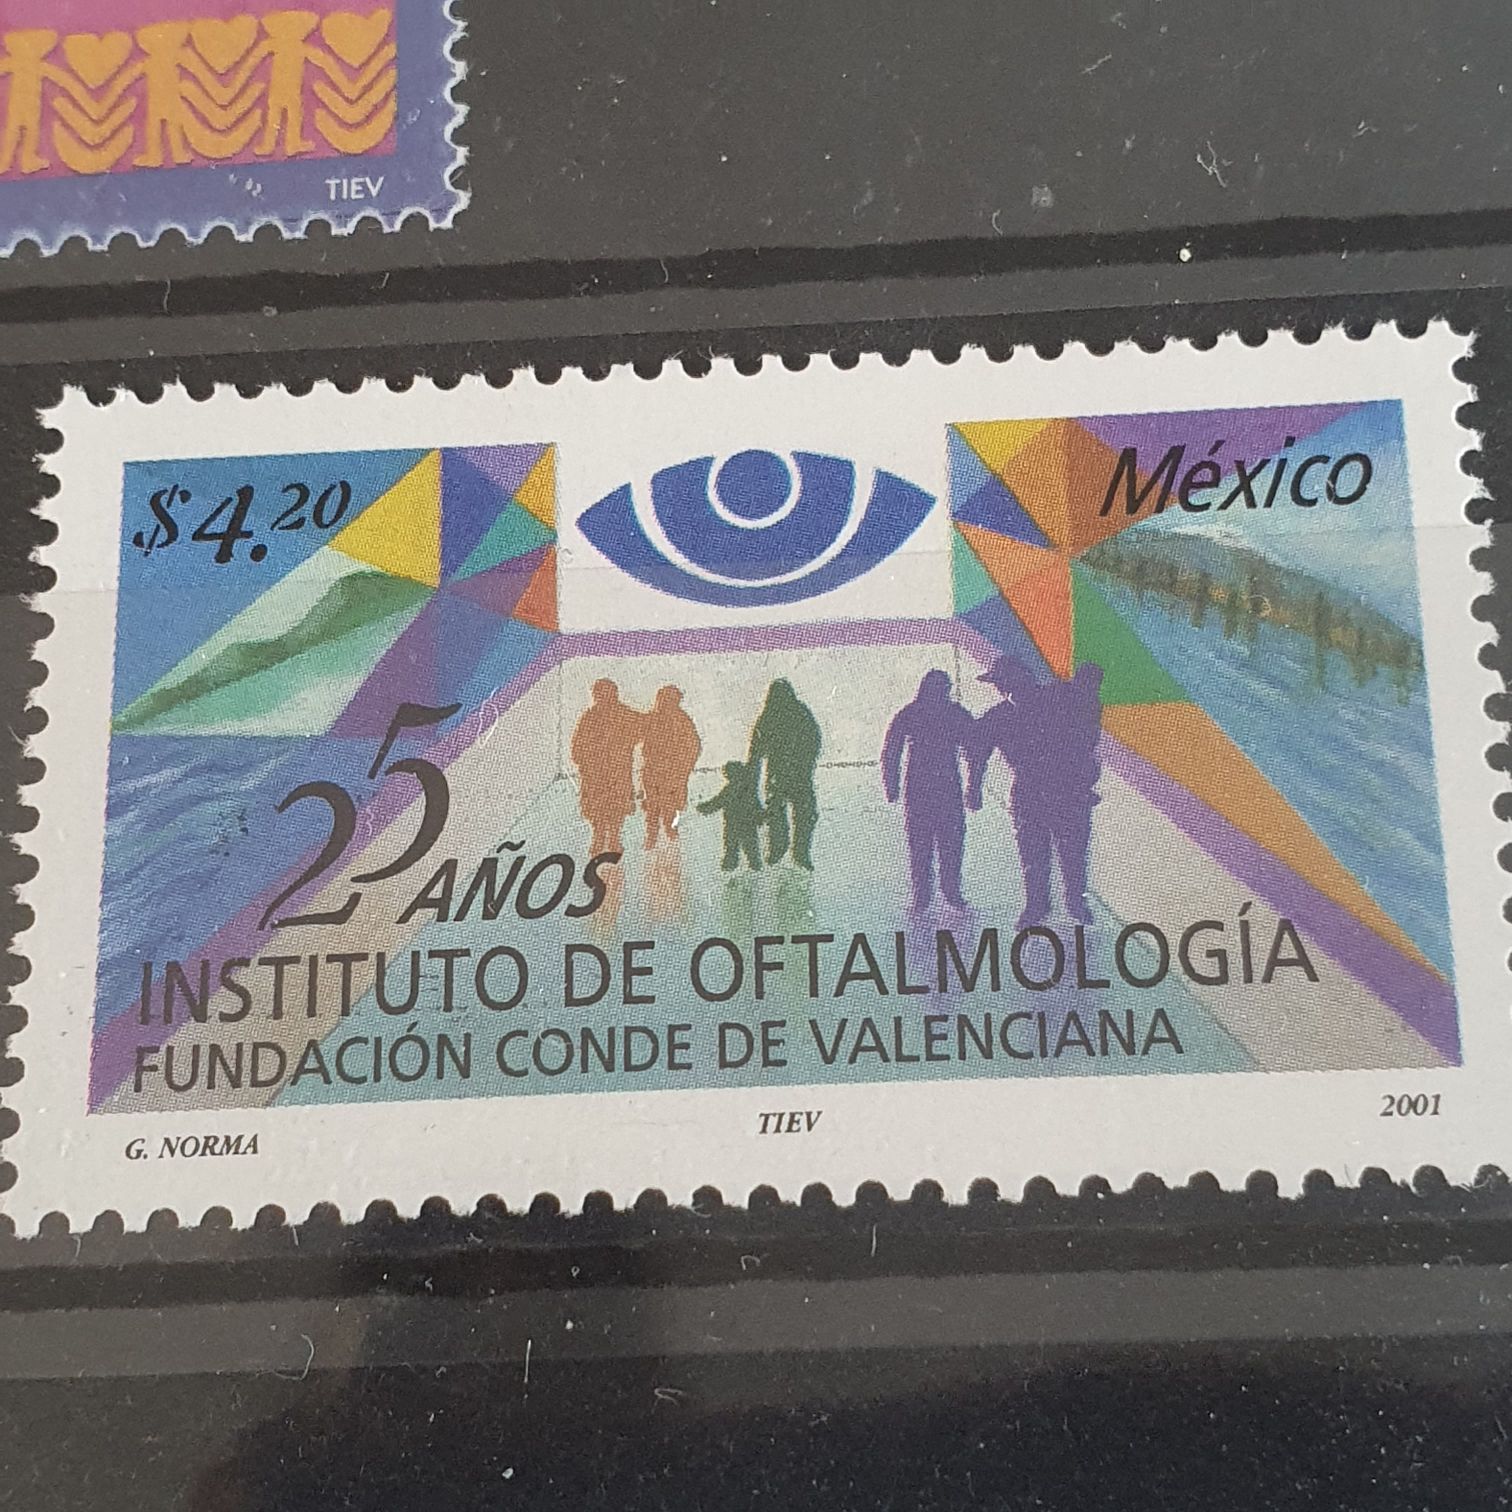 TIEV
$4.20
México
25 AÑOS
INSTITUTO DE OFTALMOLOGÍA
FUNDACIÓN CONDE DE VALENCIANA
G. NORMA
TIEV
2001